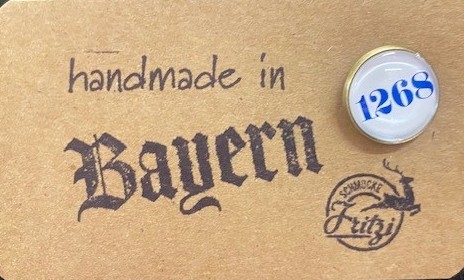 handmade in
1268
Bayern
SCHMUCKE
Fritzi